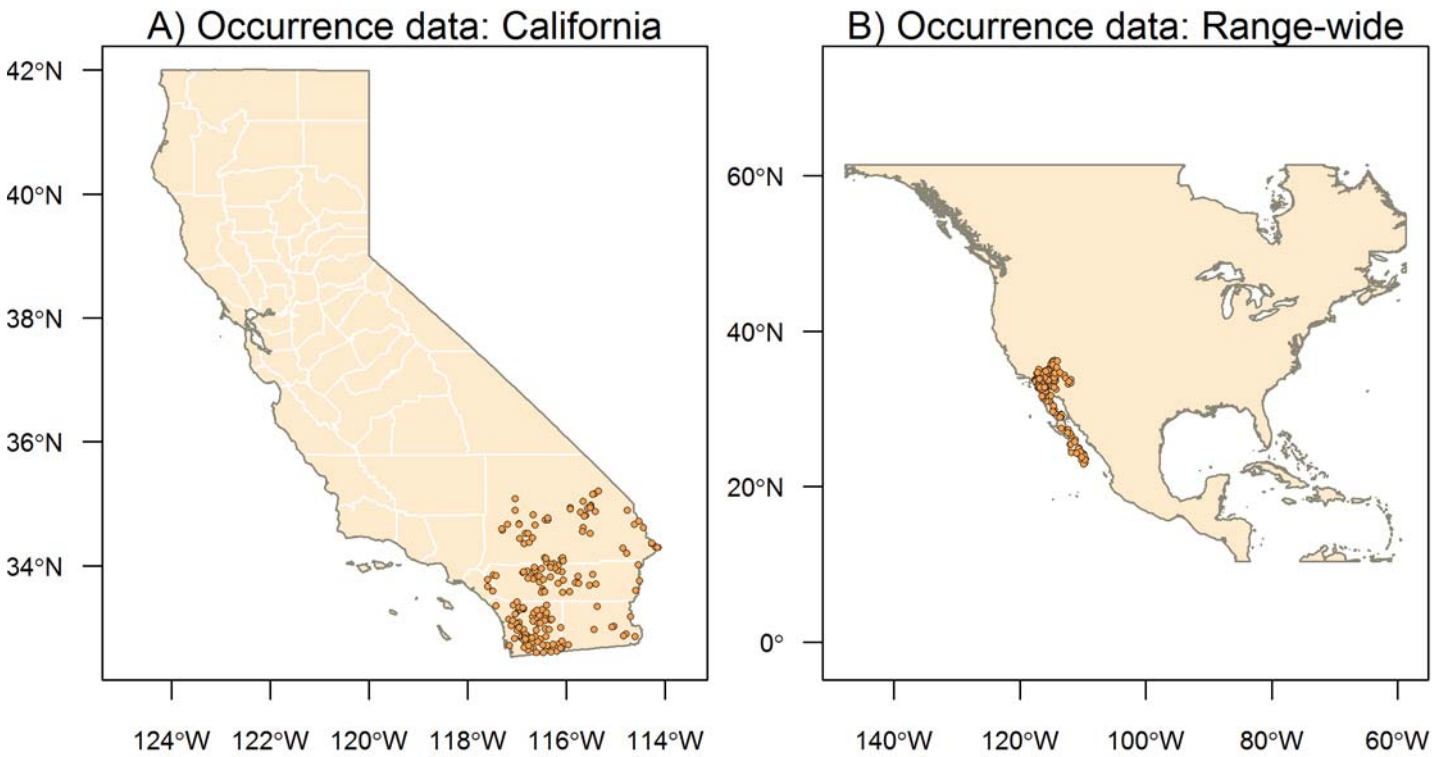 A) Occurrence data: California
42°N
40°N
38°N
36°N
34°N
124°W 122°W 120°W 118°W 116°W 114°W
B) Occurrence data: Range-wide
60°N
40°N
20°N
0°
140°W 120°W 100°W 80°W 60°W